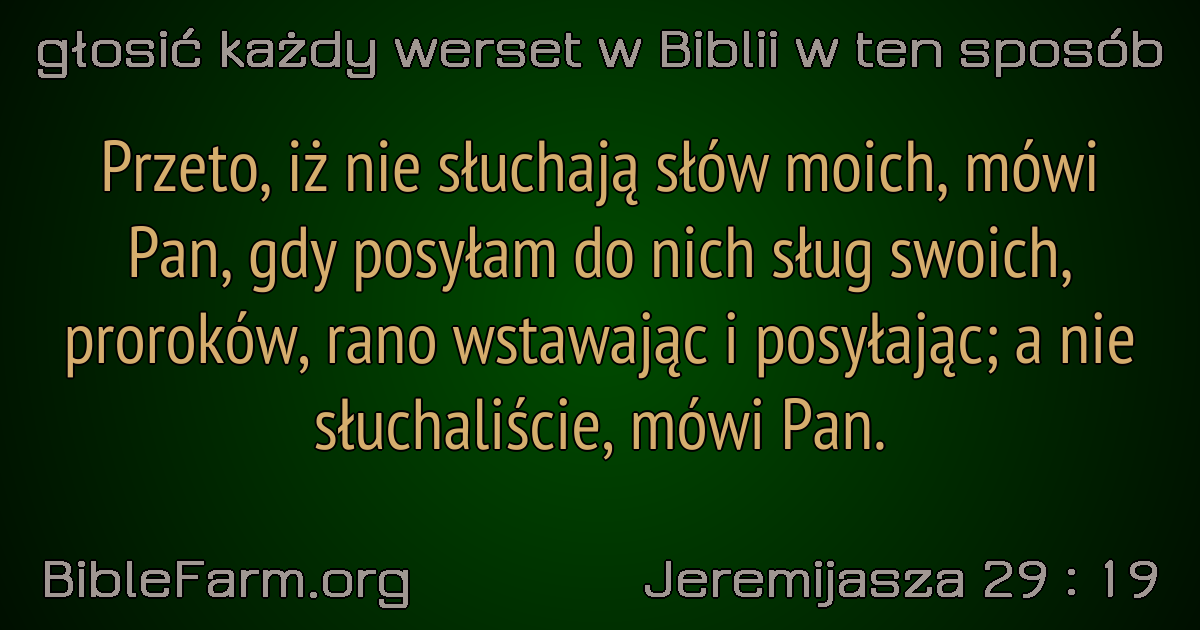 głosić każdy werset w Biblii w ten sposób
Przeto, iż nie słuchają słów moich, mówi
Pan, gdy posyłam do nich sług swoich,
proroków, rano wstawając i posyłając; a nie
słuchaliście, mówi Pan.
BibleFarm.org
Jeremijasza 29 : 19